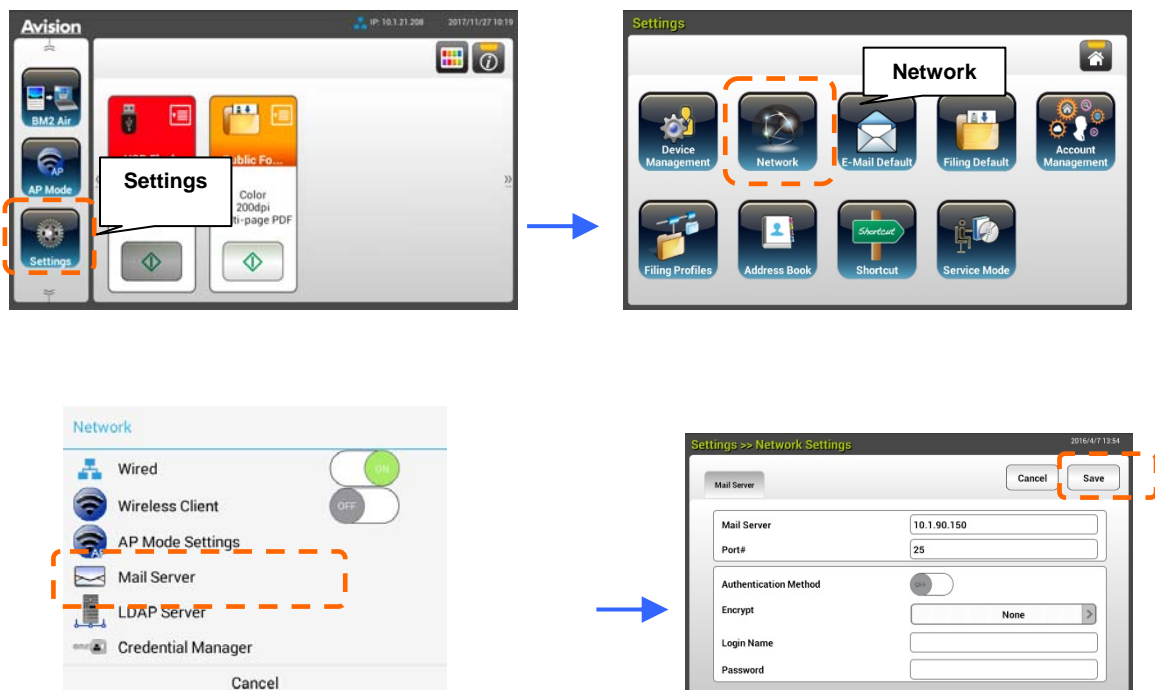 Avision
IP: 10.1.21.208 2017/11/27 10:19
BM2 Air
AP
AP Mode
Settings
Public Fo...
Color
200dpi
ti-page PDF
Settings
Settings
Network
Device
Management
Network
E-Mail Default
Filing Default
Account
Management
Filing Profiles
Address Book
Shortcut
Shortcut
Service Mode
Network
Wired ON
Wireless Client OFF
AP Mode Settings
AP
Mail Server
LDAP Server
Credential Manager
Cancel
Settings >> Network Settings 2016/4/7 13:54
Mail Server Cancel Save
Mail Server 10.1.90.150
Port# 25
Authentication Method OFF
Encrypt None >
Login Name
Password